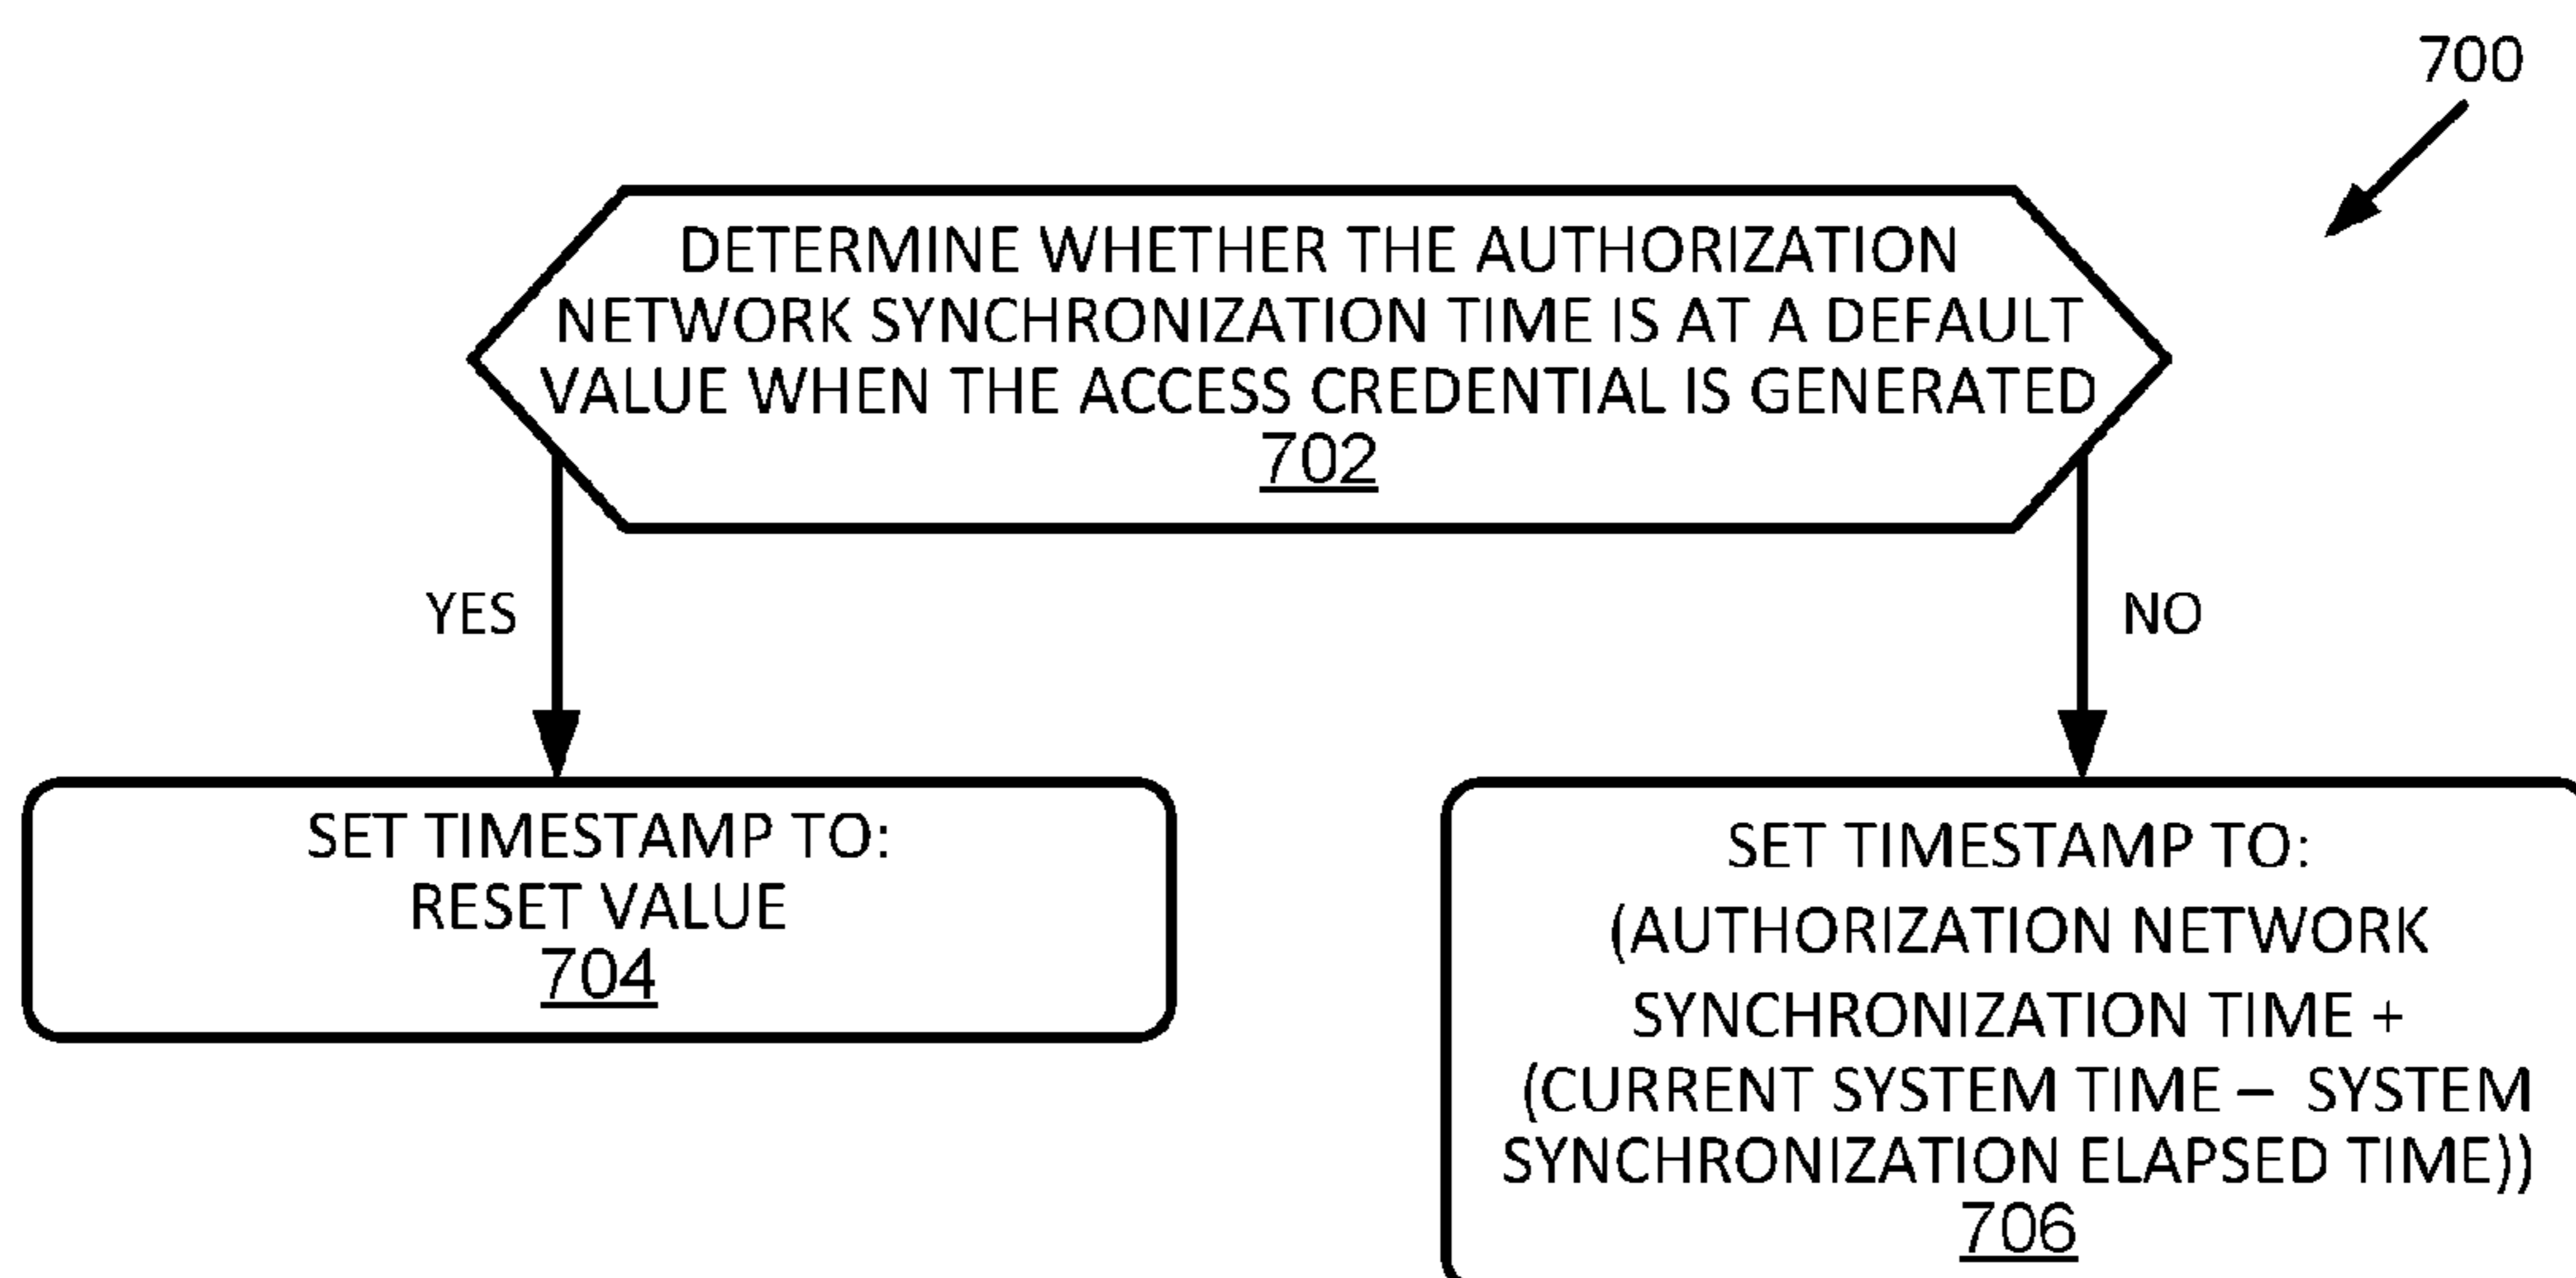 700
DETERMINE WHETHER THE AUTHORIZATION
NETWORK SYNCHRONIZATION TIME IS AT A DEFAULT
VALUE WHEN THE ACCESS CREDENTIAL IS GENERATED
702
YES
NO
SET TIMESTAMP TO:
RESET VALUE
704
SET TIMESTAMP TO:
(AUTHORIZATION NETWORK
SYNCHRONIZATION TIME +
(CURRENT SYSTEM TIME – SYSTEM
SYNCHRONIZATION ELAPSED TIME))
706